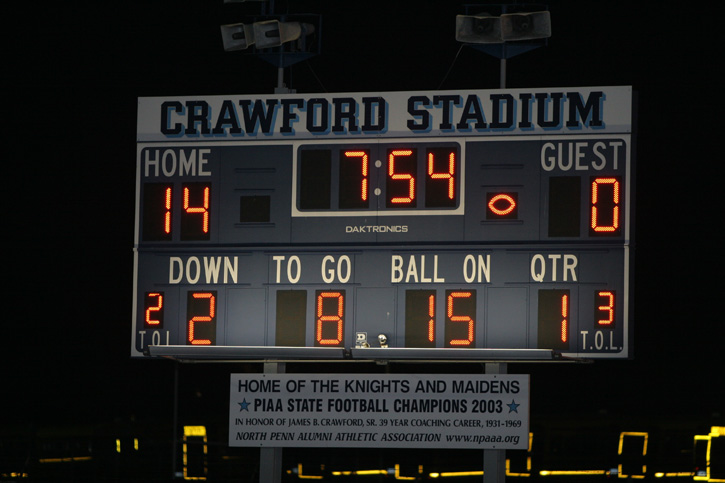 CRAWFORD STADIUM
HOME 7:54 GUEST
14 0
DAKTRONICS
DOWN TO GO BALL ON QTR
2 2 8 15 1 3
T.O.L. T.O.L.
HOME OF THE KNIGHTS AND MADENS
★ PIAA STATE FOOTBALL CHAMPIONS 2003 ★
IN HONOR OF JAMES B. CRAWFORD, SR. 39 YEAR COACHING CAREER, 1931-1969
NORTH PENN ALUMNI ATHLETIC ASSOCIATION www.npaaa.org